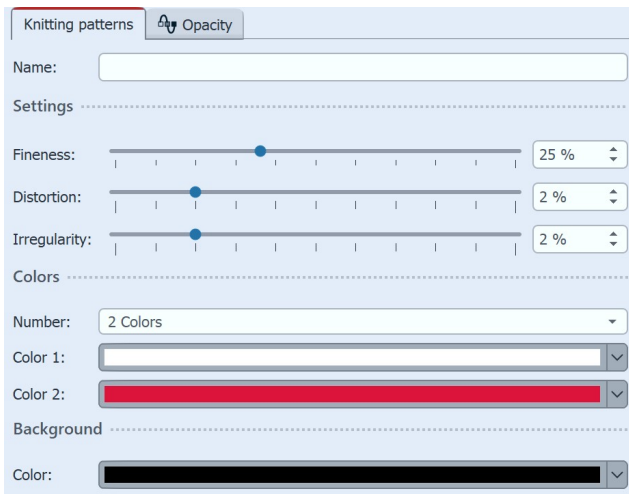 Knitting patterns Opacity
Name:
Settings
Fineness: 25 %
Distortion: 2 %
Irregularity: 2 %
Colors
Number: 2 Colors
Color 1:
Color 2:
Background
Color: